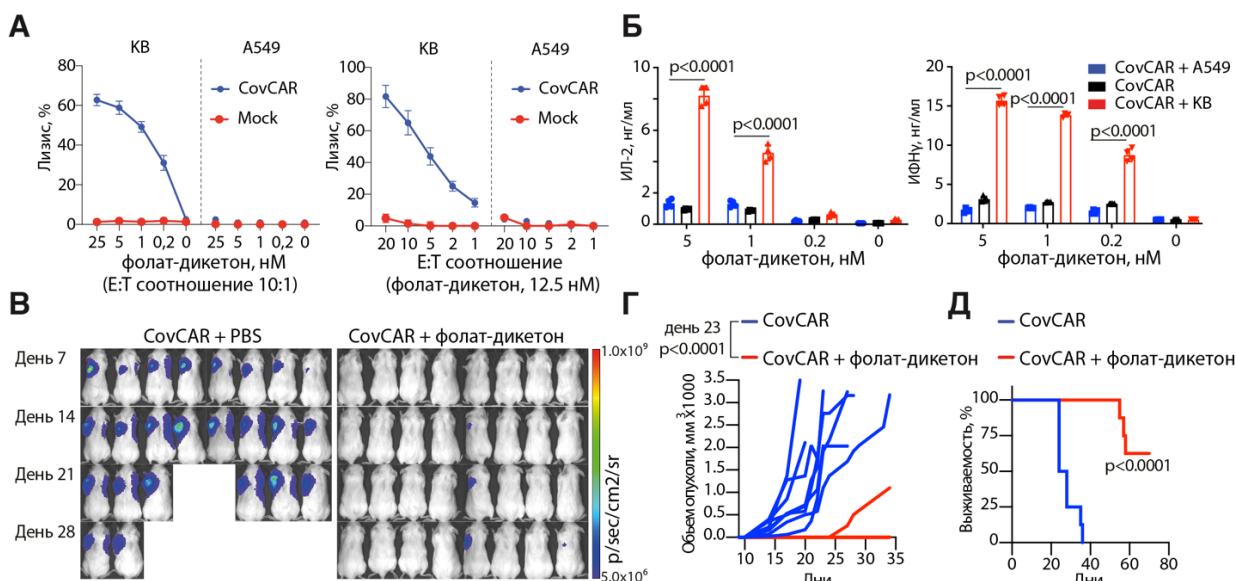 А
KB
A549
Лизис, %
80
60
40
20
0
CovCAR
Mock
25 5 1 0,2 0 25 5 1 0,2 0
фолат-дикетон, нМ
(E:T соотношение 10:1)
KB
A549
Лизис, %
100
80
60
40
20
0
CovCAR
Mock
20 10 5 2 1 20 10 5 2 1
E:T соотношение
(фолат-дикетон, 12.5 нМ)
Б
ИЛ-2, нг/мл
10
8
6
4
2
0
p<0.0001
p<0.0001
5 1 0.2 0
фолат-дикетон, нМ
ИФНγ, нг/мл
20
15
10
5
0
p<0.0001
p<0.0001
p<0.0001
CovCAR + A549
CovCAR
CovCAR + KB
5 1 0.2 0
фолат-дикетон, нМ
В
CovCAR + PBS
CovCAR + фолат-дикетон
День 7
День 14
День 21
День 28
1.0x10⁹
p/sec/cm2/sr
5.0x10⁶
Г
день 23
p<0.0001
CovCAR
CovCAR + фолат-дикетон
Объем опухоли, мм³ x1000
3.5
3.0
2.5
2.0
1.5
1.0
0.5
0.0
10 15 20 25 30 35
Дни
Д
CovCAR
CovCAR + фолат-дикетон
Выживаемость, %
100
75
50
25
0
p<0.0001
0 20 40 60 80
Дни